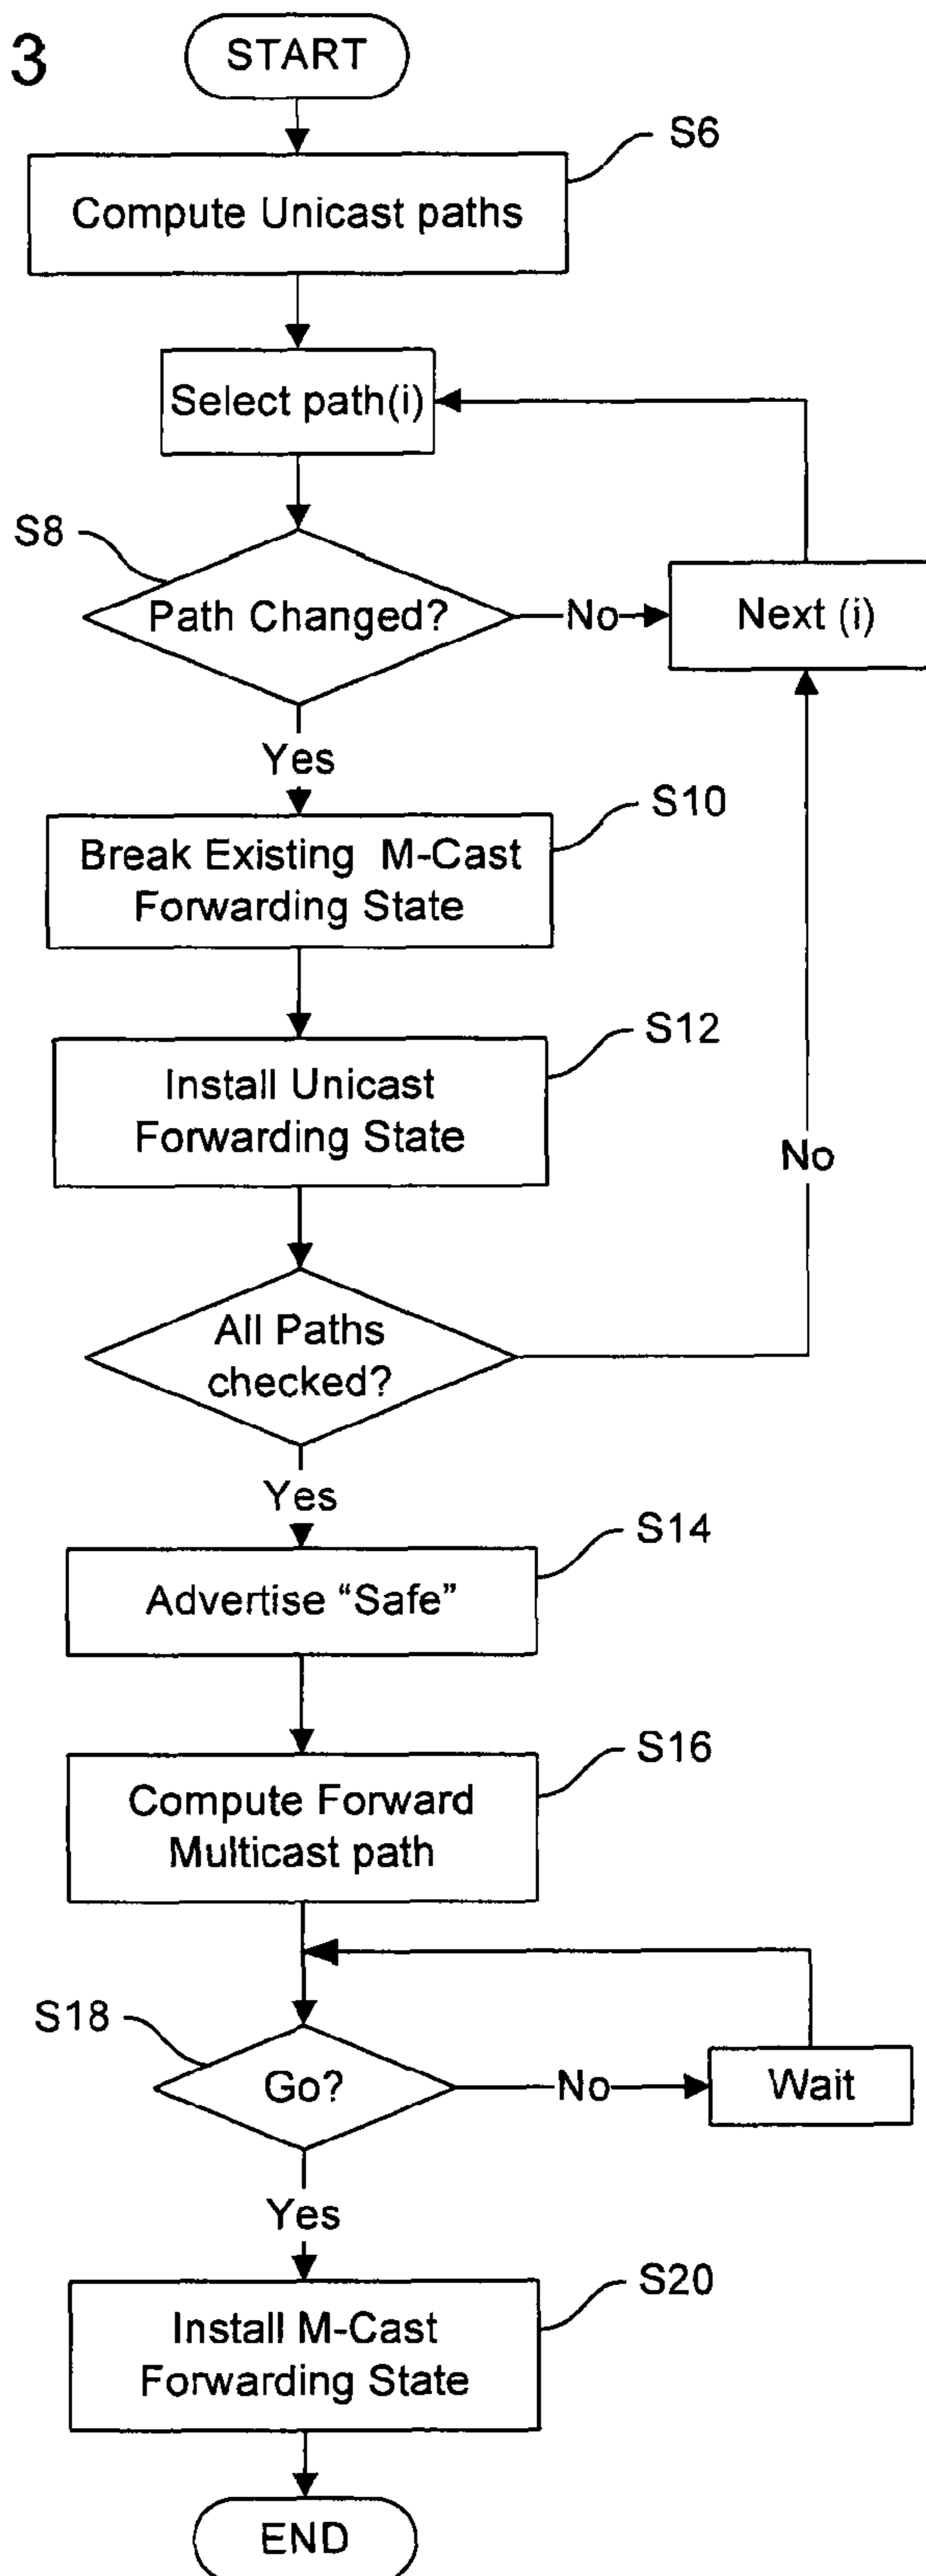 3
START
S6
Compute Unicast paths
Select path(i)
S8
Path Changed?
No
Next (i)
Yes
S10
Break Existing M-Cast
Forwarding State
S12
Install Unicast
Forwarding State
No
All Paths
checked?
Yes
S14
Advertise “Safe”
S16
Compute Forward
Multicast path
S18
Go?
No
Wait
Yes
S20
Install M-Cast
Forwarding State
END